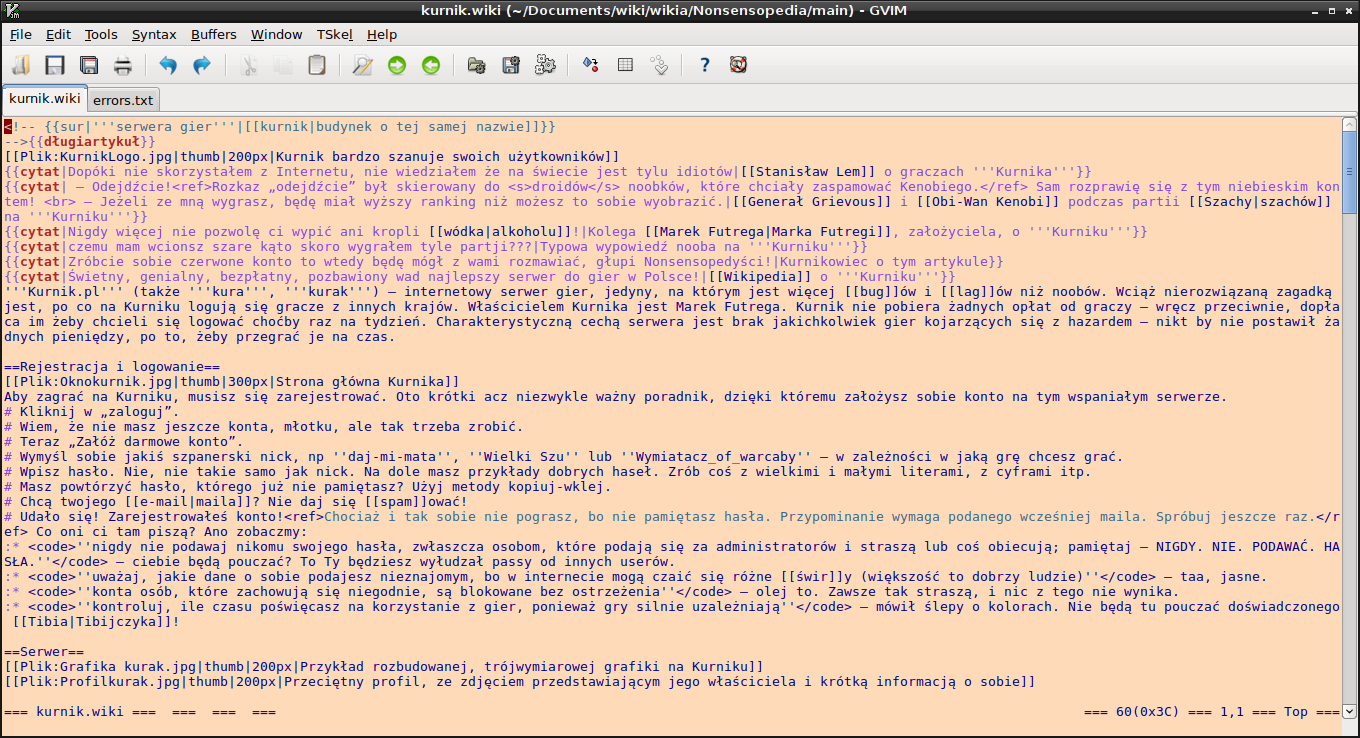 kurnik.wiki (~/Documents/wiki/wikia/Nonsensopedia/main) - GVIM
File Edit Tools Syntax Buffers Window TSkel Help
kurnik.wiki errors.txt
<!-- {{sur|'''serwera gier'''|[[kurnik|budynek o tej samej nazwie]]}}
-->{{długiartykuł}}
[[Plik:KurnikLogo.jpg|thumb|200px|Kurnik bardzo szanuje swoich użytkowników]]
{{cytat|Dopóki nie skorzystałem z Internetu, nie wiedziałem że na świecie jest tylu idiotów|[[Stanisław Lem]] o graczach '''Kurnika'''}}
{{cytat| – Odejdźcie!<ref>Rozkaz „odejdźcie” był skierowany do <s>droidów</s> noobków, które chciały zaspamować Kenobiego.</ref> Sam rozprawię się z tym niebieskim kon
tem! <br> – Jeżeli ze mną wygrasz, będę miał wyższy ranking niż możesz to sobie wyobrazić.|[[Generał Grievous]] i [[Obi-Wan Kenobi]] podczas partii [[Szachy|szachów]]
na '''Kurniku'''}}
{{cytat|Nigdy więcej nie pozwolę ci wypić ani kropli [[wódka|alkoholu]]!|Kolega [[Marek Futrega|Marka Futregi]], założyciela, o '''Kurniku'''}}
{{cytat|czemu mam wcionsz szare kąto skoro wygrałem tyle partji???|Typowa wypowiedź nooba na '''Kurniku'''}}
{{cytat|Zróbcie sobie czerwone konto to wtedy będę mógł z wami rozmawiać, głupi Nonsensopedyści!|Kurnikowiec o tym artykule}}
{{cytat|Świetny, genialny, bezpłatny, pozbawiony wad najlepszy serwer do gier w Polsce!|[[Wikipedia]] o '''Kurniku'''}}
'''Kurnik.pl''' (także '''kura''', '''kurak''') – internetowy serwer gier, jedyny, na którym jest więcej [[bug]]ów i [[lag]]ów niż noobów. Wciąż nierozwiązaną zagadką
jest, po co na Kurniku logują się gracze z innych krajów. Właścicielem Kurnika jest Marek Futrega. Kurnik nie pobiera żadnych opłat od graczy – wręcz przeciwnie, dopła
ca im żeby chcieli się logować choćby raz na tydzień. Charakterystyczną cechą serwera jest brak jakichkolwiek gier kojarzących się z hazardem – nikt by nie postawił ża
dnych pieniędzy, po to, żeby przegrać je na czas.
==Rejestracja i logowanie==
[[Plik:Oknokurnik.jpg|thumb|300px|Strona główna Kurnika]]
Aby zagrać na Kurniku, musisz się zarejestrować. Oto krótki acz niezwykle ważny poradnik, dzięki któremu założysz sobie konto na tym wspaniałym serwerze.
# Kliknij w „zaloguj”.
# Wiem, że nie masz jeszcze konta, młotku, ale tak trzeba zrobić.
# Teraz „Załóż darmowe konto”.
# Wymyśl sobie jakiś szpanerski nick, np ''daj-mi-mata'', ''Wielki Szu'' lub ''Wymiatacz_of_warcaby'' – w zależności w jaką grę chcesz grać.
# Wpisz hasło. Nie, nie takie samo jak nick. Na dole masz przykłady dobrych haseł. Zrób coś z wielkimi i małymi literami, z cyframi itp.
# Masz powtórzyć hasło, którego już nie pamiętasz? Użyj metody kopiuj-wklej.
# Chcą twojego [[e-mail|maila]]? Nie daj się [[spam]]ować!
# Udało się! Zarejestrowałeś konto!<ref>Chociaż i tak sobie nie pograsz, bo nie pamiętasz hasła. Przypominanie wymaga podanego wcześniej maila. Spróbuj jeszcze raz.</r
ef> Co oni ci tam piszą? Ano zobaczmy:
:* <code>''nigdy nie podawaj nikomu swojego hasła, zwłaszcza osobom, które podają się za administratorów i straszą lub coś obiecują; pamiętaj – NIGDY. NIE. PODAWAĆ. HA
SŁA.''</code> – ciebie będą pouczać? To Ty będziesz wyłudzał passy od innych userów.
:* <code>''uważaj, jakie dane o sobie podajesz nieznajomym, bo w internecie mogą czaić się różne [[świr]]y (większość to dobrzy ludzie)''</code> – taa, jasne.
:* <code>''konta osób, które zachowują się niegodnie, są blokowane bez ostrzeżenia''</code> – olej to. Zawsze tak straszą, i nic z tego nie wynika.
:* <code>''kontroluj, ile czasu poświęcasz na korzystanie z gier, ponieważ gry silnie uzależniają''</code> – mówił ślepy o kolorach. Nie będą tu pouczać doświadczonego
[[Tibia|Tibijczyka]]!
==Serwer==
[[Plik:Grafika kurak.jpg|thumb|200px|Przykład rozbudowanej, trójwymiarowej grafiki na Kurniku]]
[[Plik:Profilkurak.jpg|thumb|200px|Przeciętny profil, ze zdjęciem przedstawiającym jego właściciela i krótką informacją o sobie]]
=== kurnik.wiki === === === === === 60(0x3C) === 1,1 === Top ===